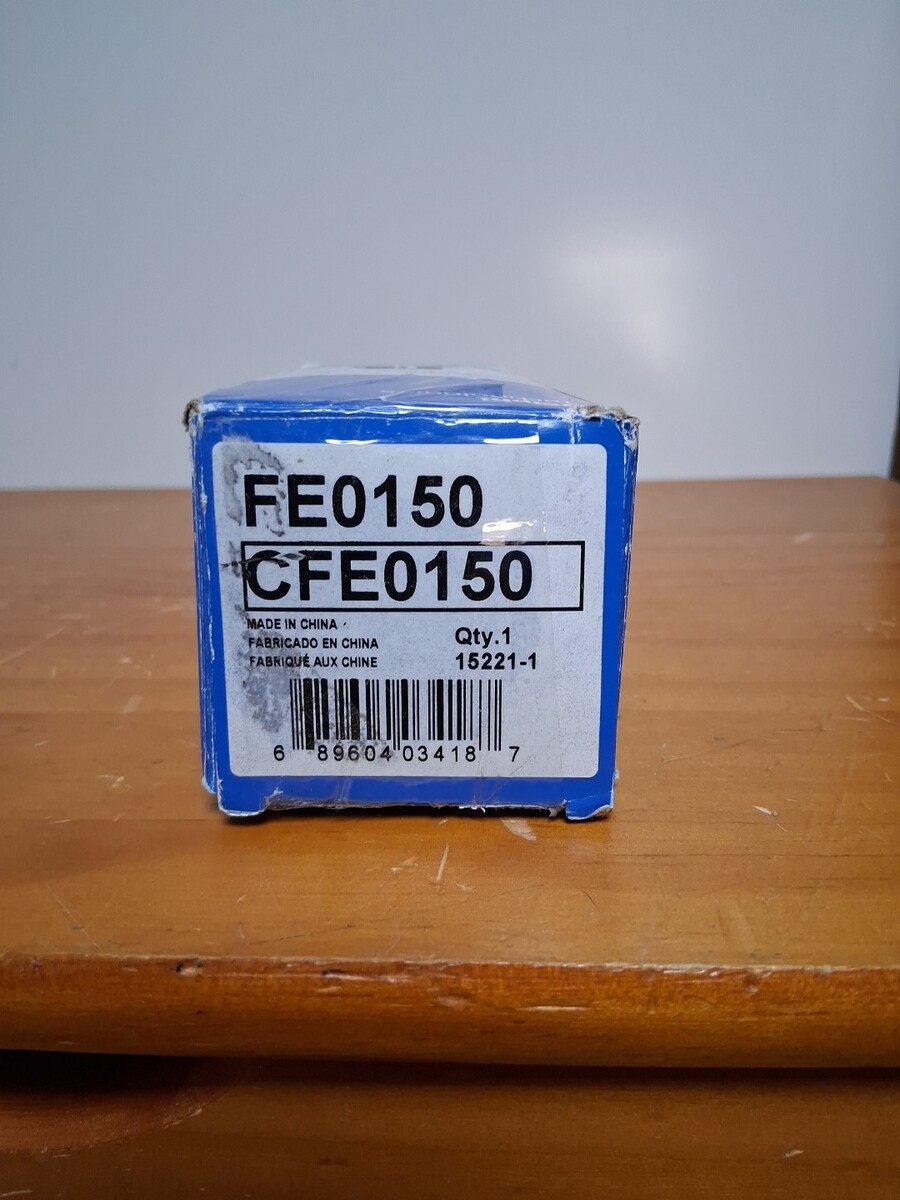 FE0150
CFE0150
MADE IN CHINA
FABRICADO EN CHINA
FABRIQUÉ AUX CHINE
Qty.1
15221-1
6 89604 03418 7